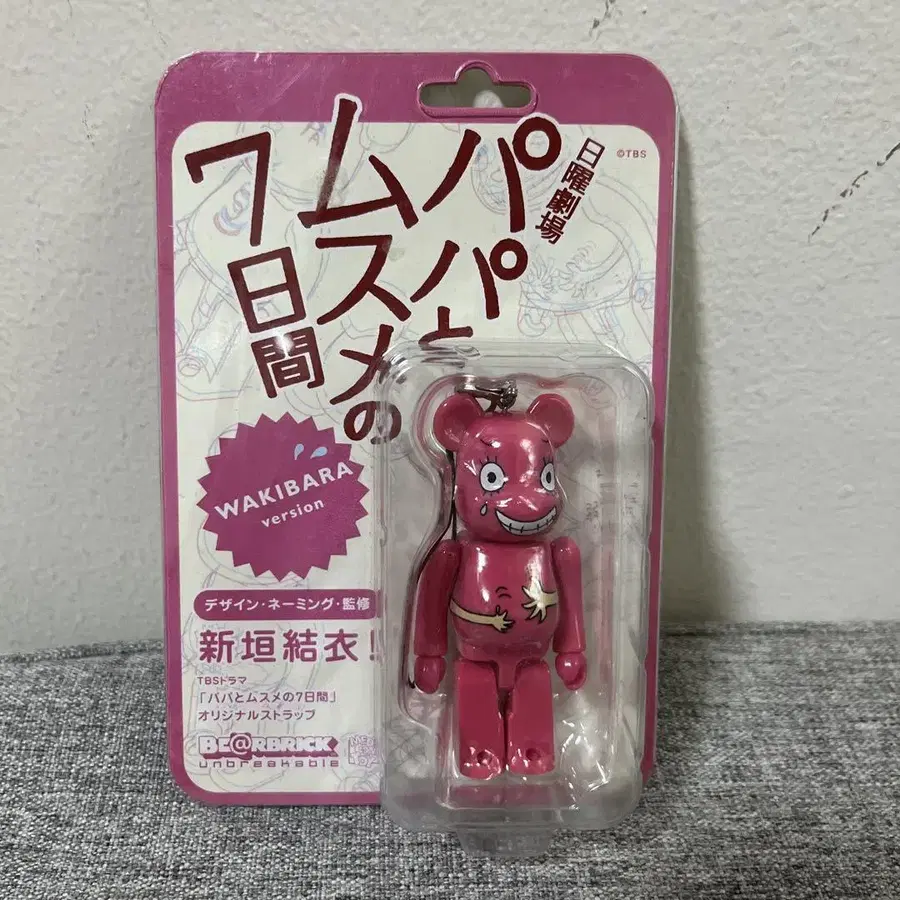 ©TBS
日曜劇場
パパと
ムスメの
7日間
WAKIBARA
version
デザイン・ネーミング・監修
新垣結衣!
TBSドラマ
「パパとムスメの7日間」
オリジナルストラップ
BE@RBRICK
unbreakable